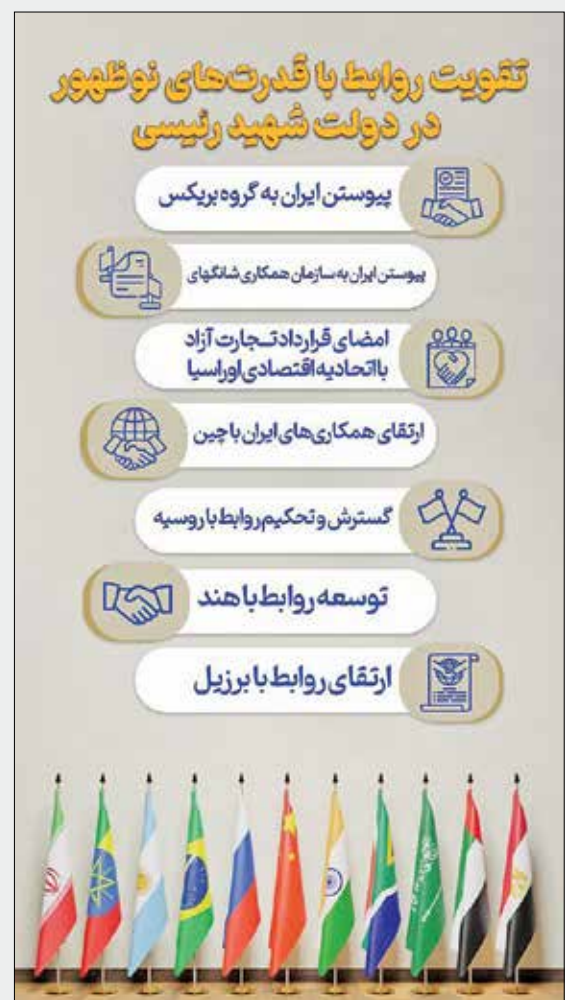 تقویت روابط با قدرت‌های نوظهور
در دولت شهید رئیسی
پیوستن ایران به گروه بریکس
پیوستن ایران به سازمان همکاری شانگهای
امضای قرارداد تجارت آزاد
با اتحادیه اقتصادی اوراسیا
ارتقای همکاری‌های ایران با چین
گسترش و تحکیم روابط با روسیه
توسعه روابط با هند
ارتقای روابط با برزیل